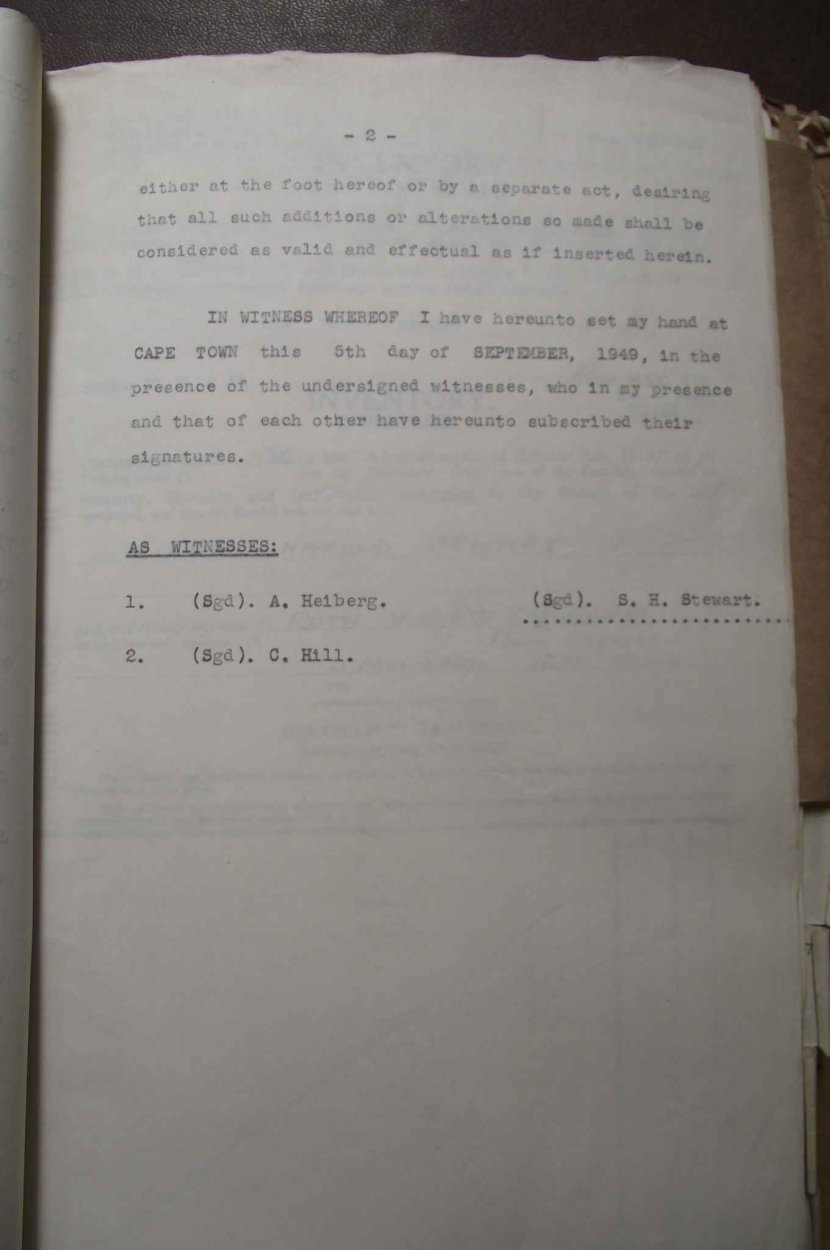 - 2 -
either at the foot hereof or by a separate act, desiring
that all such additions or alterations so made shall be
considered as valid and effectual as if inserted herein.
IN WITNESS WHEREOF I have hereunto set my hand at
CAPE TOWN this 5th day of SEPTEMBER, 1949, in the
presence of the undersigned witnesses, who in my presence
and that of each other have hereunto subscribed their
signatures.
AS WITNESSES:
1. (Sgd). A. Heiberg. (Sgd). S. H. Stewart.
2. (Sgd). C. Hill.